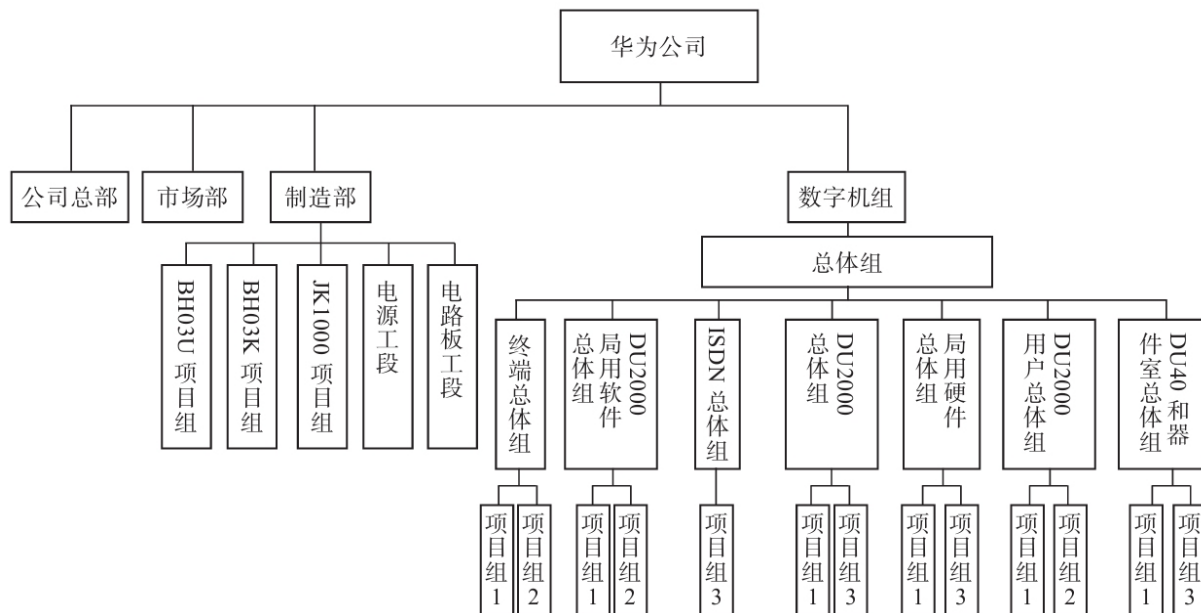 华为公司
公司总部
市场部
制造部
数字机组
总体组
BH03U 项目组
BH03K 项目组
JK1000 项目组
电源工段
电路板工段
终端总体组
DU2000
局用软件
总体组
ISDN 总体组
DU2000
总体组
局用硬件
总体组
DU2000
用户总体组
DU40 和器
件室总体组
项目组1
项目组2
项目组1
项目组2
项目组3
项目组1
项目组3
项目组1
项目组3
项目组1
项目组2
项目组1
项目组3